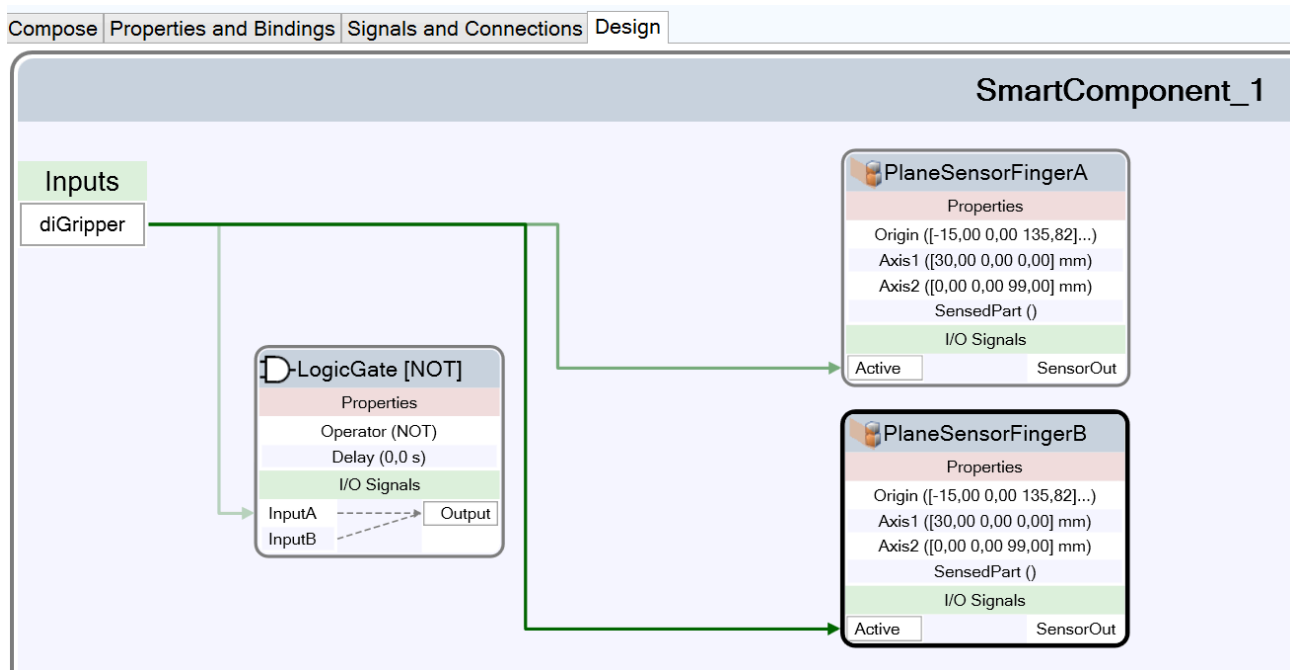 Compose Properties and Bindings Signals and Connections Design
SmartComponent_1
Inputs
diGripper
PlaneSensorFingerA
Properties
Origin ([-15,00 0,00 135,82]...)
Axis1 ([30,00 0,00 0,00] mm)
Axis2 ([0,00 0,00 99,00] mm)
SensedPart ()
I/O Signals
Active SensorOut
LogicGate [NOT]
Properties
Operator (NOT)
Delay (0,0 s)
I/O Signals
InputA Output
InputB
PlaneSensorFingerB
Properties
Origin ([-15,00 0,00 135,82]...)
Axis1 ([30,00 0,00 0,00] mm)
Axis2 ([0,00 0,00 99,00] mm)
SensedPart ()
I/O Signals
Active SensorOut